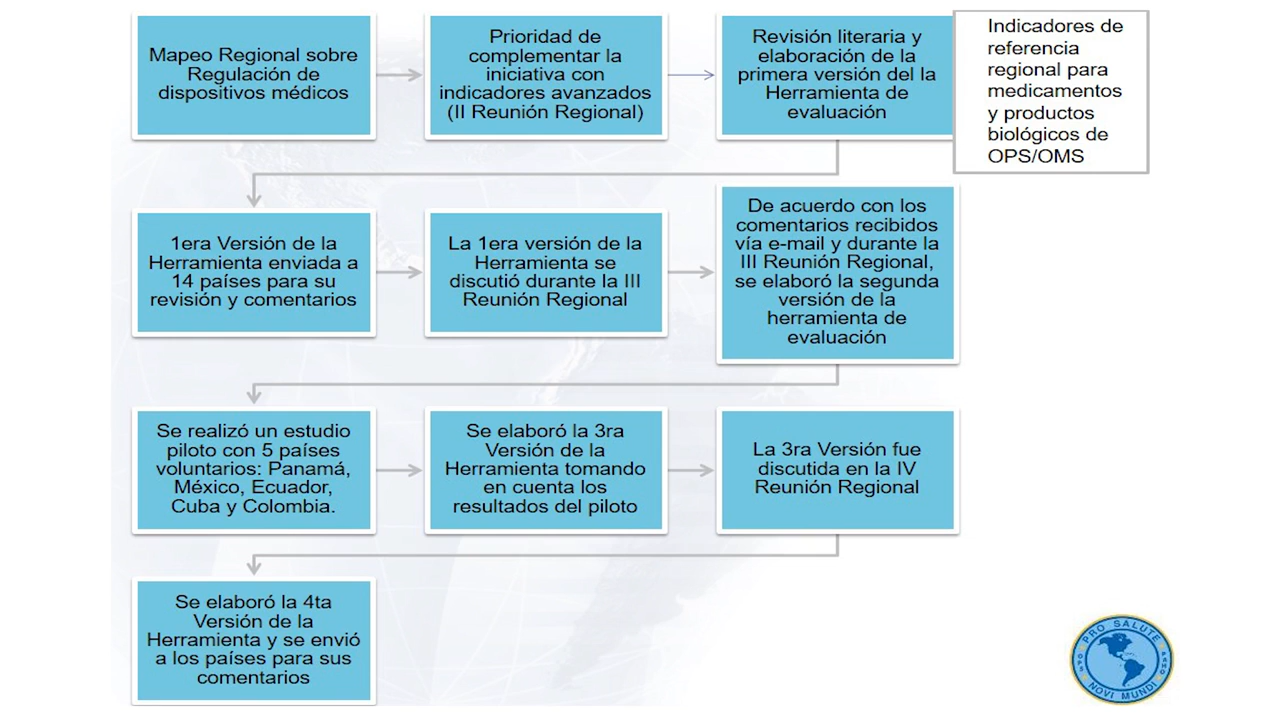 Mapeo Regional sobre
Regulación de
dispositivos médicos
Prioridad de
complementar la
iniciativa con
indicadores avanzados
(II Reunión Regional)
Revisión literaria y
elaboración de la
primera versión del la
Herramienta de
evaluación
Indicadores de
referencia
regional para
medicamentos
y productos
biológicos de
OPS/OMS
1era Versión de la
Herramienta enviada a
14 países para su
revisión y comentarios
La 1era versión de la
Herramienta se
discutió durante la III
Reunión Regional
De acuerdo con los
comentarios recibidos
vía e-mail y durante la
III Reunión Regional,
se elaboró la segunda
versión de la
herramienta de
evaluación
Se realizó un estudio
piloto con 5 países
voluntarios: Panamá,
México, Ecuador,
Cuba y Colombia.
Se elaboró la 3ra
Versión de la
Herramienta tomando
en cuenta los
resultados del piloto
La 3ra Versión fue
discutida en la IV
Reunión Regional
Se elaboró la 4ta
Versión de la
Herramienta y se envió
a los países para sus
comentarios
PRO SALUTE
OPS
PAHO
NOVI MUNDI